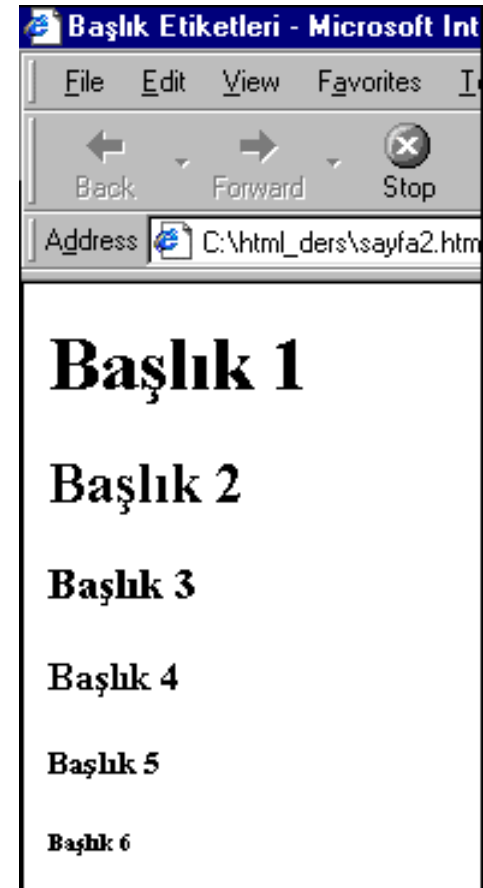 Başlık Etiketleri - Microsoft Int
File Edit View Favorites T
Back Forward Stop
Address C:\html_ders\sayfa2.htm
Başlık 1
Başlık 2
Başlık 3
Başlık 4
Başlık 5
Başlık 6